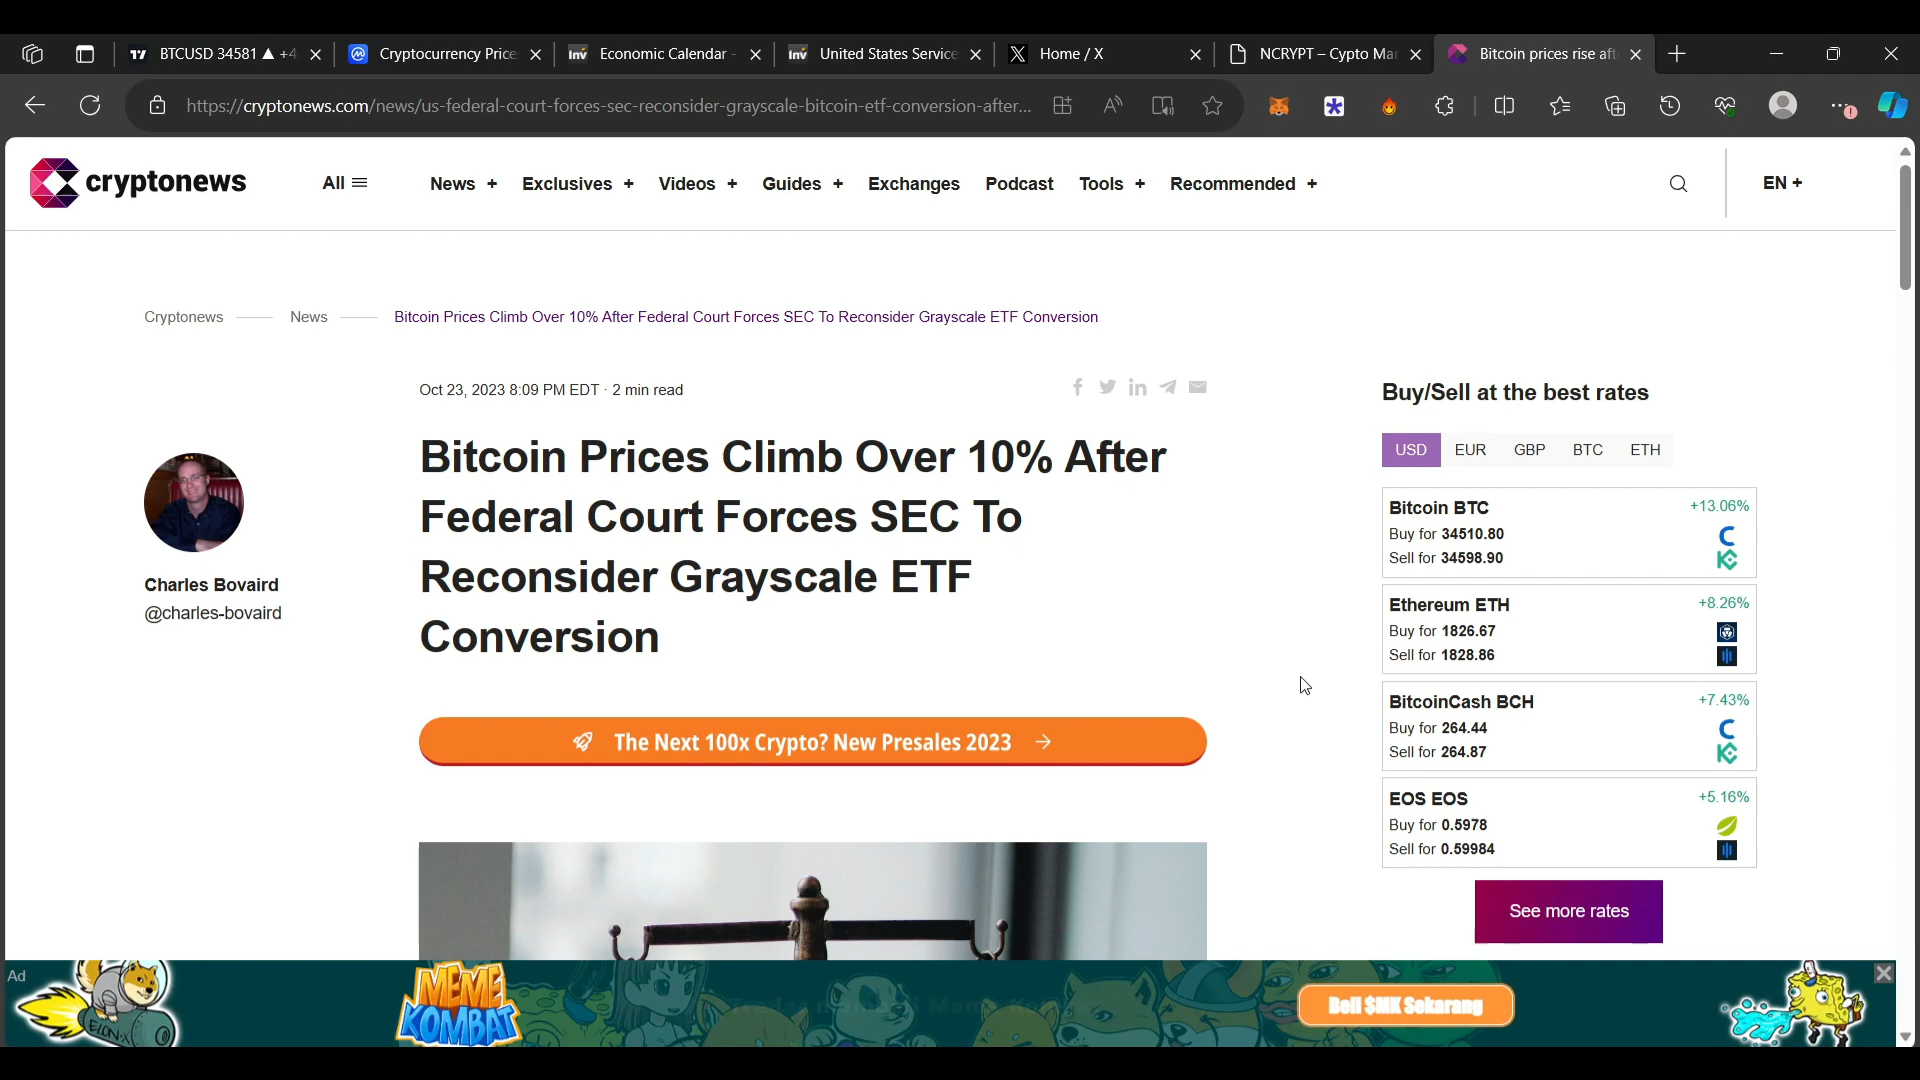 BTCUSD 34581 ▲ +4.
Cryptocurrency Price
Economic Calendar -
United States Service
Home / X
NCRYPT – Cypto Mar
Bitcoin prices rise aft
https://cryptonews.com/news/us-federal-court-forces-sec-reconsider-grayscale-bitcoin-etf-conversion-after...
cryptonews
All
News +
Exclusives +
Videos +
Guides +
Exchanges
Podcast
Tools +
Recommended +
EN +
Cryptonews
News
Bitcoin Prices Climb Over 10% After Federal Court Forces SEC To Reconsider Grayscale ETF Conversion
Oct 23, 2023 8:09 PM EDT · 2 min read
Charles Bovaird
@charles-bovaird
Bitcoin Prices Climb Over 10% After
Federal Court Forces SEC To
Reconsider Grayscale ETF
Conversion
The Next 100x Crypto? New Presales 2023 →
Buy/Sell at the best rates
USD EUR GBP BTC ETH
Bitcoin BTC +13.06%
Buy for 34510.80
Sell for 34598.90
Ethereum ETH +8.26%
Buy for 1826.67
Sell for 1828.86
BitcoinCash BCH +7.43%
Buy for 264.44
Sell for 264.87
EOS EOS +5.16%
Buy for 0.5978
Sell for 0.59984
See more rates
Ad
ELON
MEME
KOMBAT
Beli $MK Sekarang